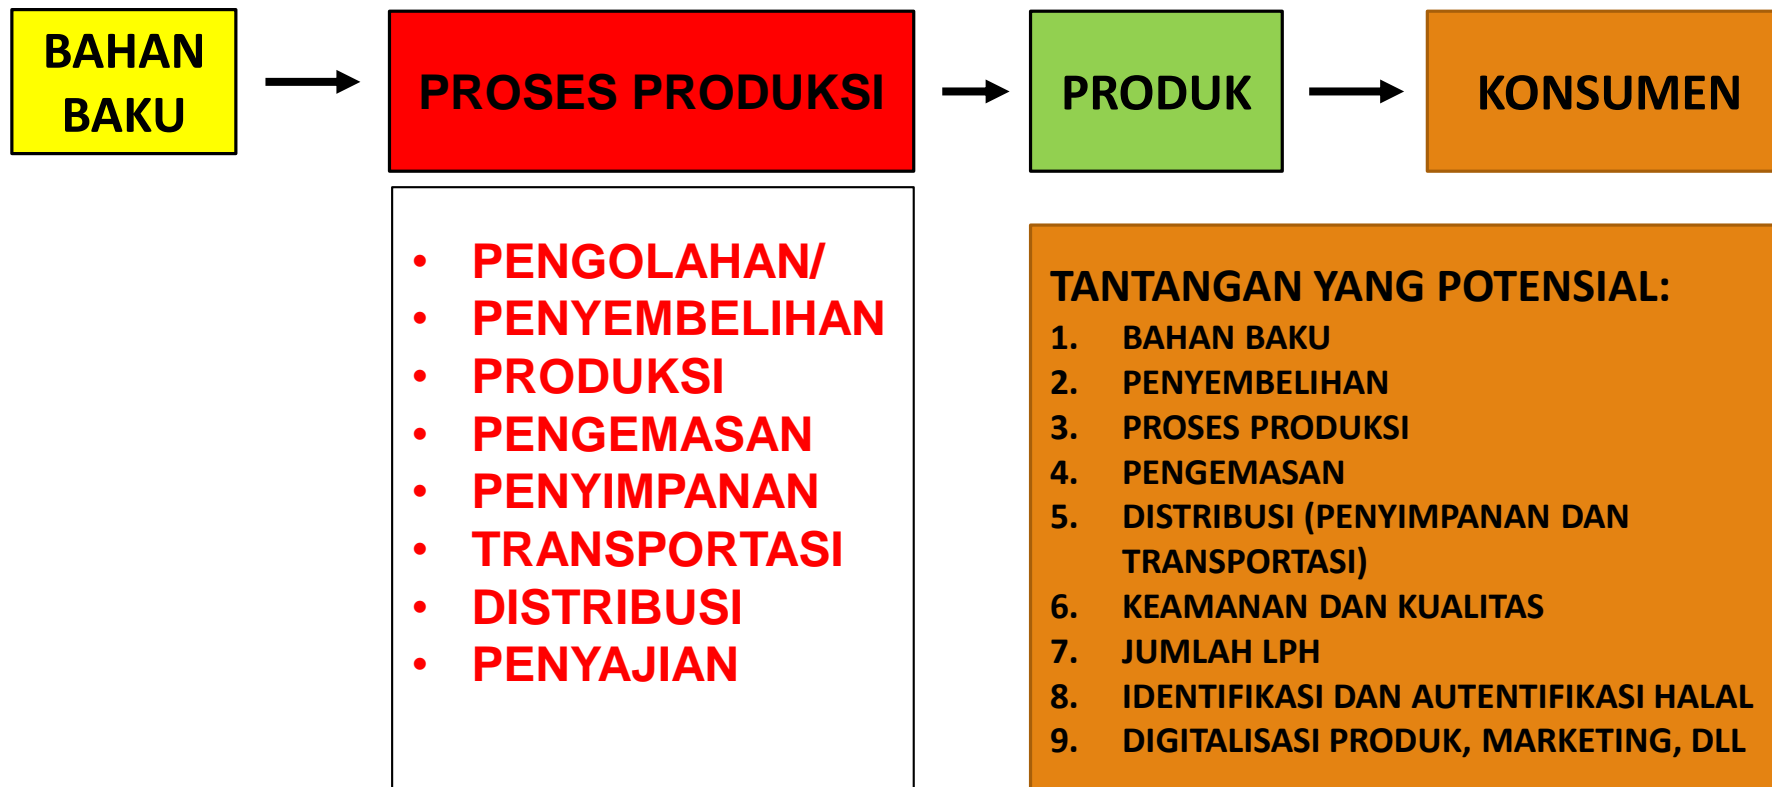 BAHAN
BAKU
PROSES PRODUKSI
PRODUK
KONSUMEN
• PENGOLAHAN/
• PENYEMBELIHAN
• PRODUKSI
• PENGEMASAN
• PENYIMPANAN
• TRANSPORTASI
• DISTRIBUSI
• PENYAJIAN
TANTANGAN YANG POTENSIAL:
1. BAHAN BAKU
2. PENYEMBELIHAN
3. PROSES PRODUKSI
4. PENGEMASAN
5. DISTRIBUSI (PENYIMPANAN DAN
TRANSPORTASI)
6. KEAMANAN DAN KUALITAS
7. JUMLAH LPH
8. IDENTIFIKASI DAN AUTENTIFIKASI HALAL
9. DIGITALISASI PRODUK, MARKETING, DLL